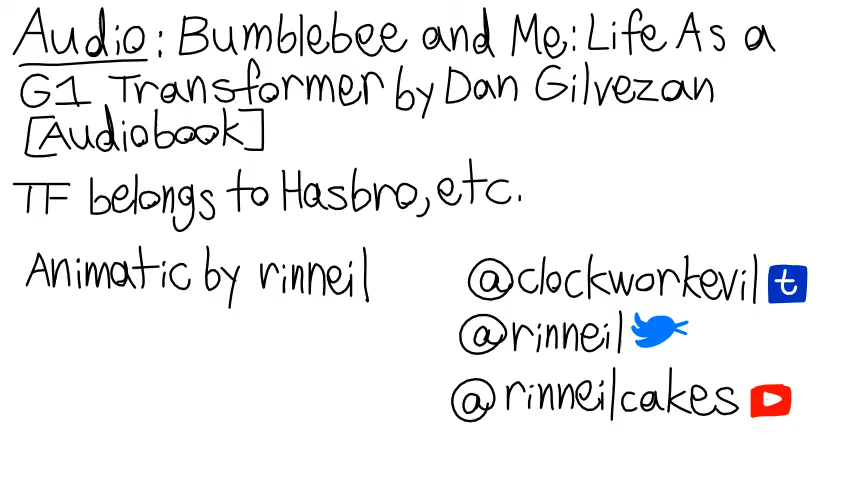 Audio: Bumblebee and Me: Life As a
G1 Transformer by Dan Gilvezan
[Audiobook]
TF belongs to Hasbro, etc.
Animatic by rinneil
@clockworkevil t
@rinneil
@rinneilcakes